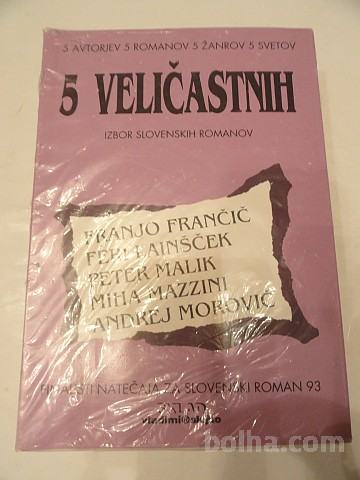 5 AVTORJEV 5 ROMANOV 5 ŽANROV 5 SVETOV
5 VELIČASTNIH
IZBOR SLOVENSKIH ROMANOV
FRANJO FRANČIČ
FERI LAINŠČEK
PETER MALIK
MIHA MAZZINI
ANDREJ MOROVIČ
FINALISTI NATEČAJA ZA SLOVENSKI ROMAN 93
bolha.com